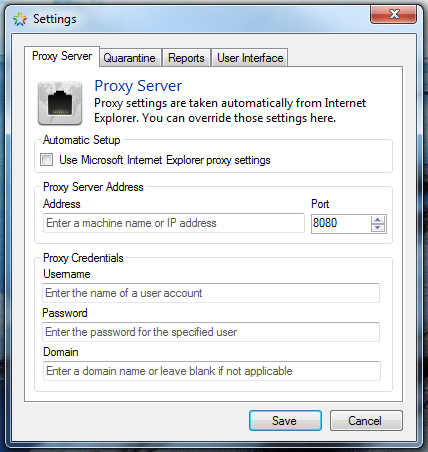 Settings
Proxy Server Quarantine Reports User Interface
Proxy Server
Proxy settings are taken automatically from Internet
Explorer. You can override those settings here.
Automatic Setup
Use Microsoft Internet Explorer proxy settings
Proxy Server Address
Address Port
Enter a machine name or IP address 8080
Proxy Credentials
Username
Enter the name of a user account
Password
Enter the password for the specified user
Domain
Enter a domain name or leave blank if not applicable
Save Cancel